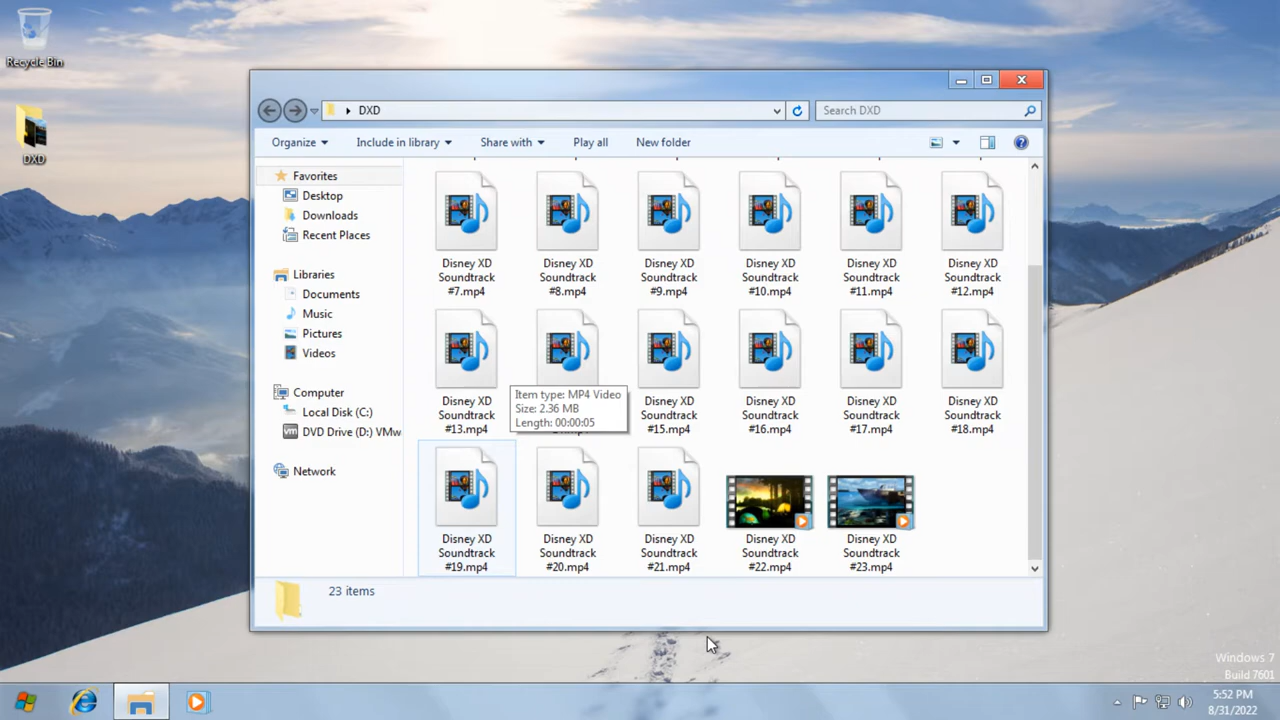 Recycle Bin
DXD
DXD
Search DXD
Organize
Include in library
Share with
Play all
New folder
Favorites
Desktop
Downloads
Recent Places
Libraries
Documents
Music
Pictures
Videos
Computer
Local Disk (C:)
DVD Drive (D:) VMw
Network
Disney XD
Soundtrack
#7.mp4
Disney XD
Soundtrack
#8.mp4
Disney XD
Soundtrack
#9.mp4
Disney XD
Soundtrack
#10.mp4
Disney XD
Soundtrack
#11.mp4
Disney XD
Soundtrack
#12.mp4
Disney XD
Soundtrack
#13.mp4
Item type: MP4 Video
Size: 2.36 MB
Length: 00:00:05
Disney XD
Soundtrack
#15.mp4
Disney XD
Soundtrack
#16.mp4
Disney XD
Soundtrack
#17.mp4
Disney XD
Soundtrack
#18.mp4
Disney XD
Soundtrack
#19.mp4
Disney XD
Soundtrack
#20.mp4
Disney XD
Soundtrack
#21.mp4
Disney XD
Soundtrack
#22.mp4
Disney XD
Soundtrack
#23.mp4
23 items
Windows 7
Build 7601
5:52 PM
8/31/2022